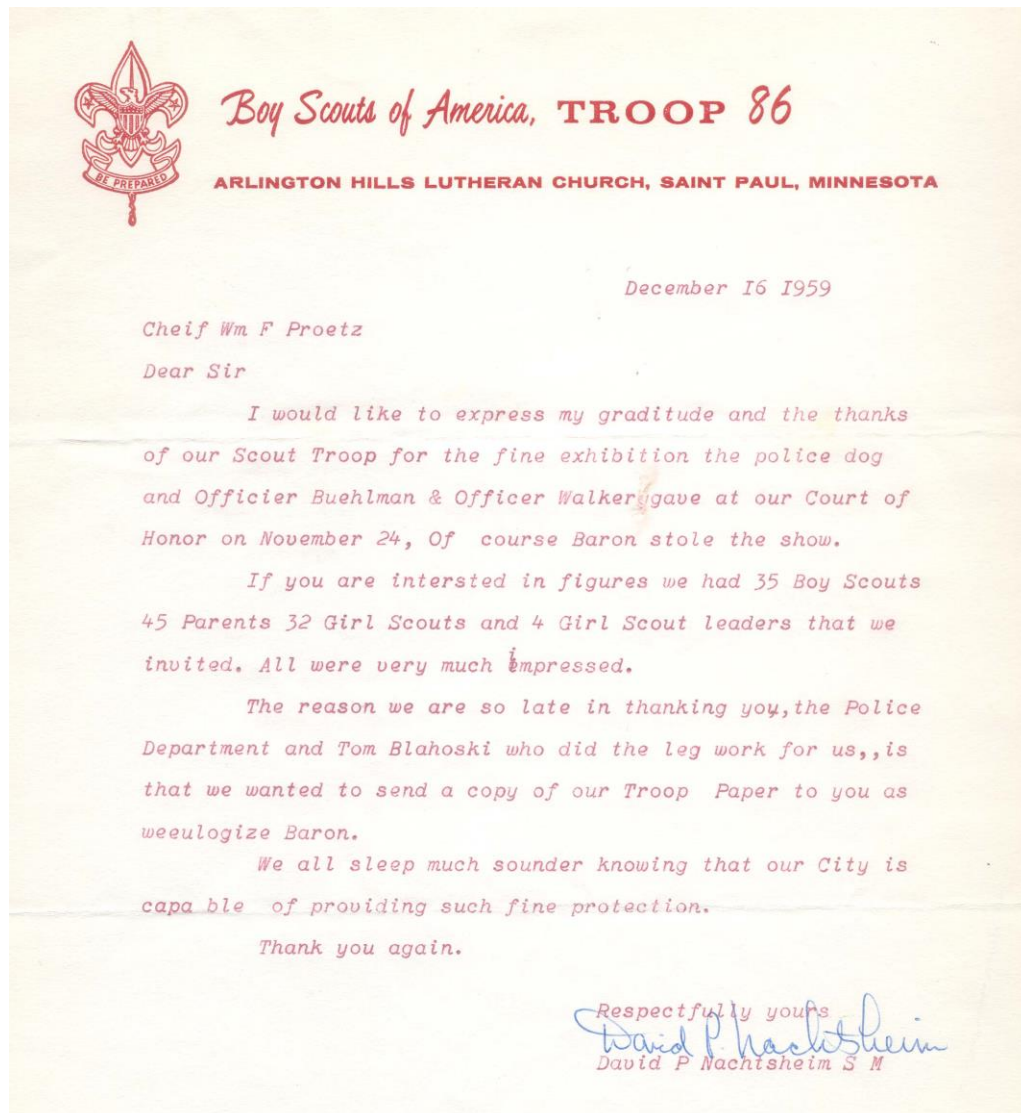 Boy Scouts of America, TROOP 86
BE PREPARED
ARLINGTON HILLS LUTHERAN CHURCH, SAINT PAUL, MINNESOTA
December I6 I959
Cheif Wm F Proetz
Dear Sir
I would like to express my graditude and the thanks
of our Scout Troop for the fine exhibition the police dog
and Officier Buehlman & Officer Walker gave at our Court of
Honor on November 24, Of course Baron stole the show.
If you are intersted in figures we had 35 Boy Scouts
45 Parents 32 Girl Scouts and 4 Girl Scout leaders that we
invited. All were very much impressed.
The reason we are so late in thanking you,the Police
Department and Tom Blahoski who did the leg work for us,,is
that we wanted to send a copy of our Troop Paper to you as
weeulogize Baron.
We all sleep much sounder knowing that our City is
capa ble of providing such fine protection.
Thank you again.
Respectfully yours
David P. Nachtsheim
David P Nachtsheim S M